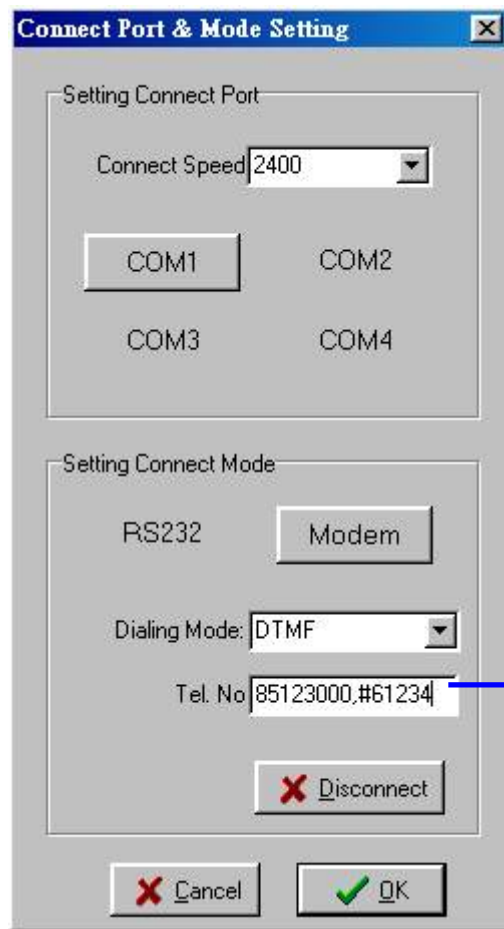 Connect Port & Mode Setting
Setting Connect Port
Connect Speed 2400
COM1 COM2
COM3 COM4
Setting Connect Mode
RS232 Modem
Dialing Mode: DTMF
Tel. No 85123000,#61234
Disconnect
Cancel OK